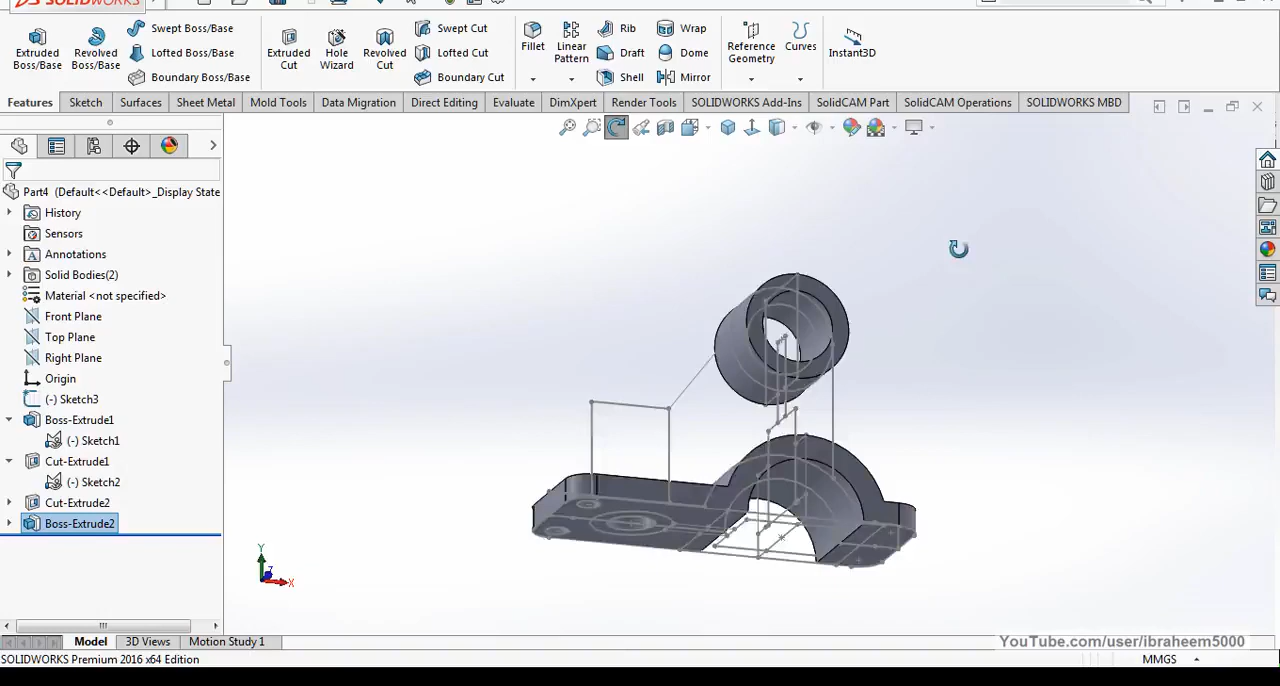 SOLIDWORKS
Extruded Boss/Base
Revolved Boss/Base
Swept Boss/Base
Lofted Boss/Base
Boundary Boss/Base
Extruded Cut
Hole Wizard
Revolved Cut
Swept Cut
Lofted Cut
Boundary Cut
Fillet
Linear Pattern
Rib
Draft
Shell
Wrap
Dome
Mirror
Reference Geometry
Curves
Instant3D
Features
Sketch
Surfaces
Sheet Metal
Mold Tools
Data Migration
Direct Editing
Evaluate
DimXpert
Render Tools
SOLIDWORKS Add-Ins
SolidCAM Part
SolidCAM Operations
SOLIDWORKS MBD
Part4 (Default<<Default>_Display State
History
Sensors
Annotations
Solid Bodies(2)
Material <not specified>
Front Plane
Top Plane
Right Plane
Origin
(-) Sketch3
Boss-Extrude1
(-) Sketch1
Cut-Extrude1
(-) Sketch2
Cut-Extrude2
Boss-Extrude2
Y
Z
X
Model
3D Views
Motion Study 1
YouTube.com/user/ibraheem5000
SOLIDWORKS Premium 2016 x64 Edition
MMGS